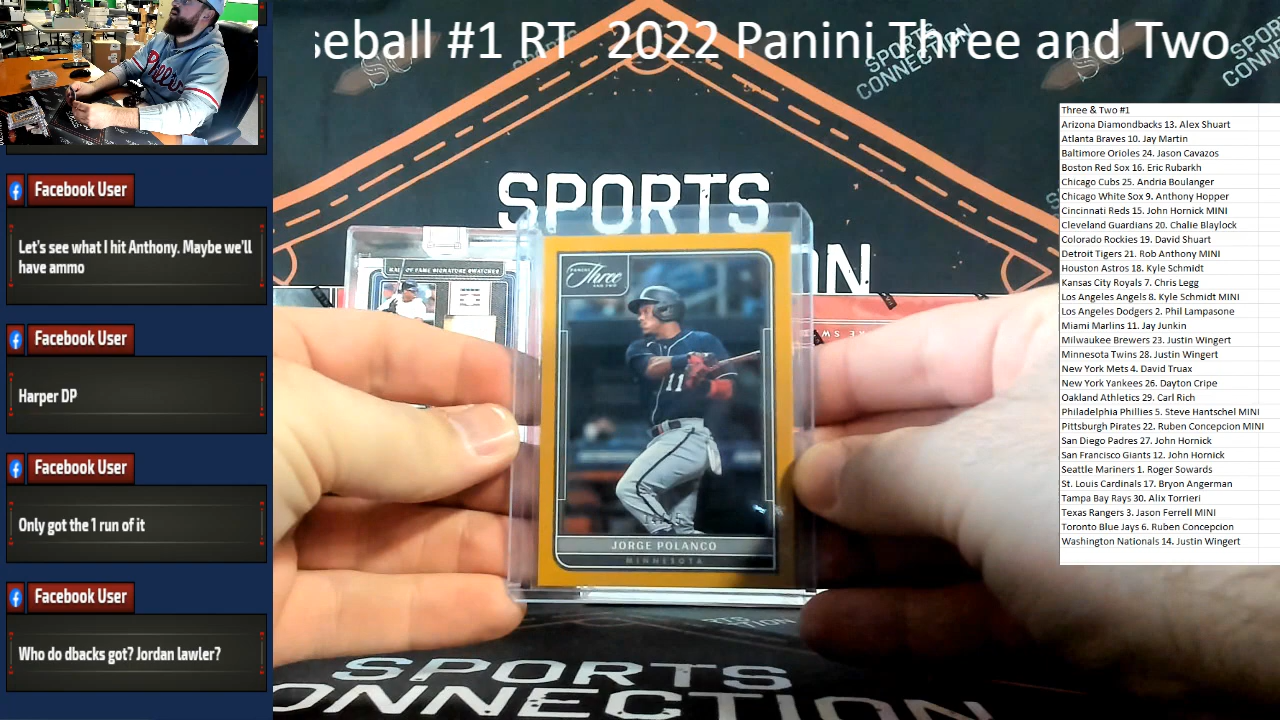 seball #1 RT 2022 Panini Three and Two
SPORTS
CONNECTION
SPORTS
CONNECTION
SC
SC
Phillies
Facebook User
Let's see what I hit Anthony. Maybe we'll
have ammo
Facebook User
Harper DP
Facebook User
Only got the 1 run of it
Facebook User
Who do dbacks got? Jordan lawler?
SPORTS
ON
HALL OF FAME SIGNATURE SWATCHES
PANINI
Three
AND TWO
11
JORGE POLANCO
MINNESOTA
SPORTS
CONNECTION
SPORTS
ONNECTION
Three & Two #1
Arizona Diamondbacks 13. Alex Shuart
Atlanta Braves 10. Jay Martin
Baltimore Orioles 24. Jason Cavazos
Boston Red Sox 16. Eric Rubarkh
Chicago Cubs 25. Andria Boulanger
Chicago White Sox 9. Anthony Hopper
Cincinnati Reds 15. John Hornick MINI
Cleveland Guardians 20. Chalie Blaylock
Colorado Rockies 19. David Shuart
Detroit Tigers 21. Rob Anthony MINI
Houston Astros 18. Kyle Schmidt
Kansas City Royals 7. Chris Legg
Los Angeles Angels 8. Kyle Schmidt MINI
Los Angeles Dodgers 2. Phil Lampasone
Miami Marlins 11. Jay Junkin
Milwaukee Brewers 23. Justin Wingert
Minnesota Twins 28. Justin Wingert
New York Mets 4. David Truax
New York Yankees 26. Dayton Cripe
Oakland Athletics 29. Carl Rich
Philadelphia Phillies 5. Steve Hantschel MINI
Pittsburgh Pirates 22. Ruben Concepcion MINI
San Diego Padres 27. John Hornick
San Francisco Giants 12. John Hornick
Seattle Mariners 1. Roger Sowards
St. Louis Cardinals 17. Bryon Angerman
Tampa Bay Rays 30. Alix Torrieri
Texas Rangers 3. Jason Ferrell MINI
Toronto Blue Jays 6. Ruben Concepcion
Washington Nationals 14. Justin Wingert